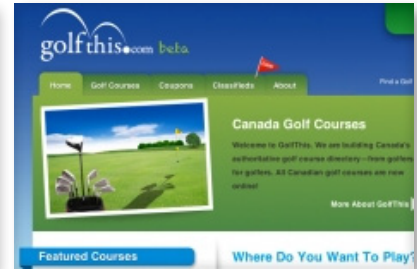 golfthis.com beta
Home Golf Courses Coupons Classifieds About
Find a Golf
Canada Golf Courses
Welcome to GolfThis. We are building Canada's
authoritative golf course directory—from golfers
for golfers. All Canadian golf courses are now
online!
More About GolfThis
Featured Courses
Where Do You Want To Play?